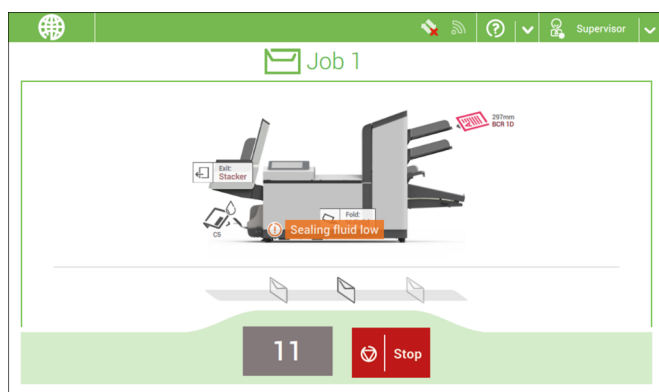 Supervisor
Job 1
297mm
BCR 1D
Exit:
Stacker
Fold:
C5
Sealing fluid low
11
Stop